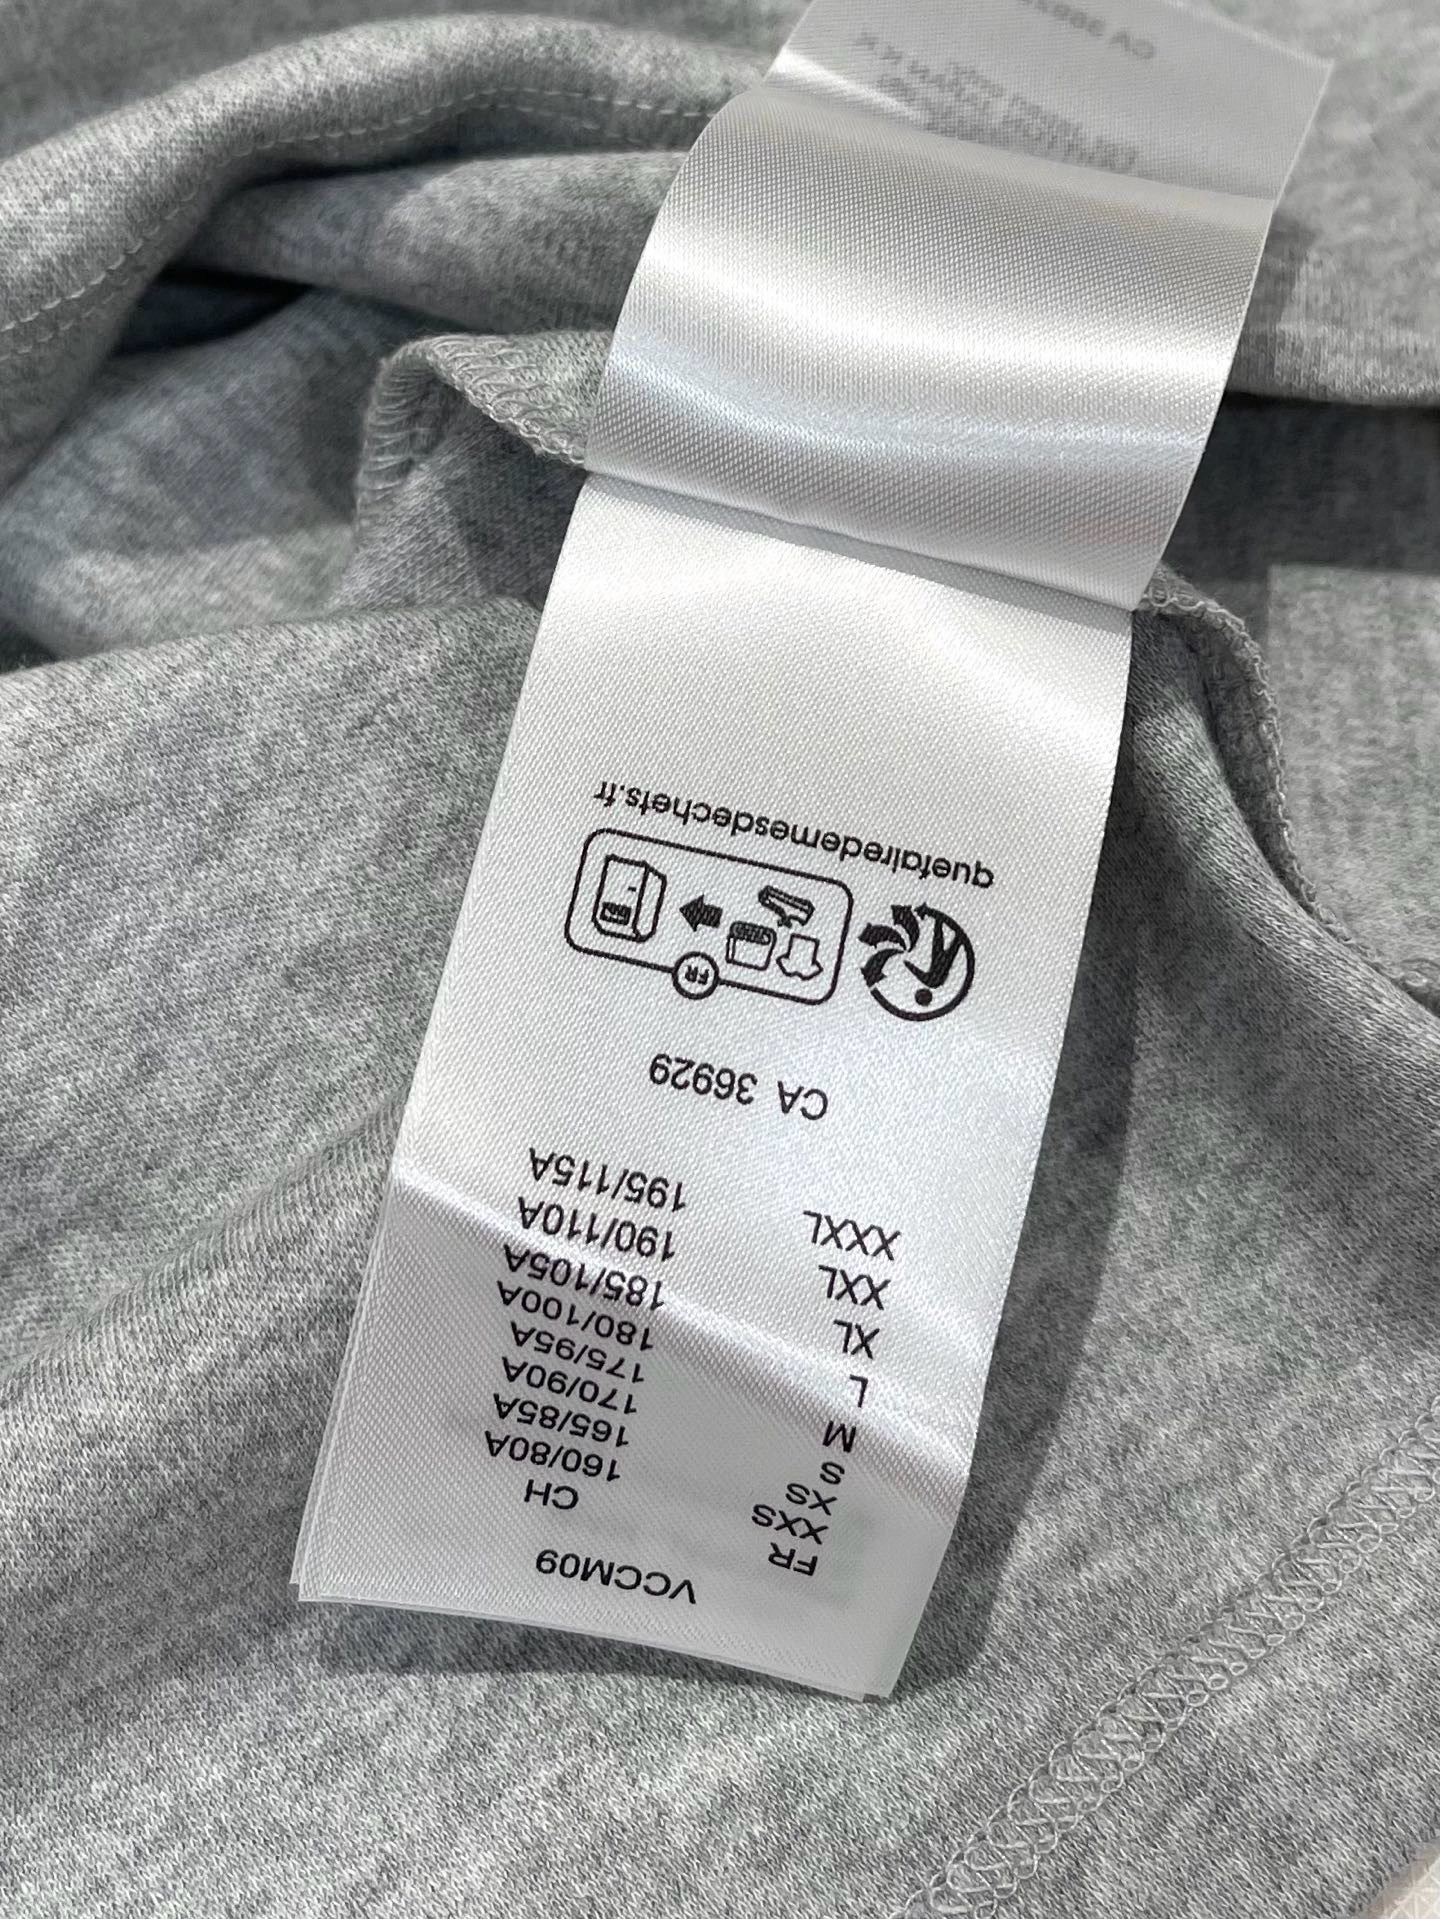 VCCM09
FR CH
XXS 160/80A
XS 165/85A
S 170/90A
M 175/95A
L 180/100A
XL 185/105A
XXL 190/110A
XXXL 195/115A
CA 36929
FR
quefairedemesdechets.fr